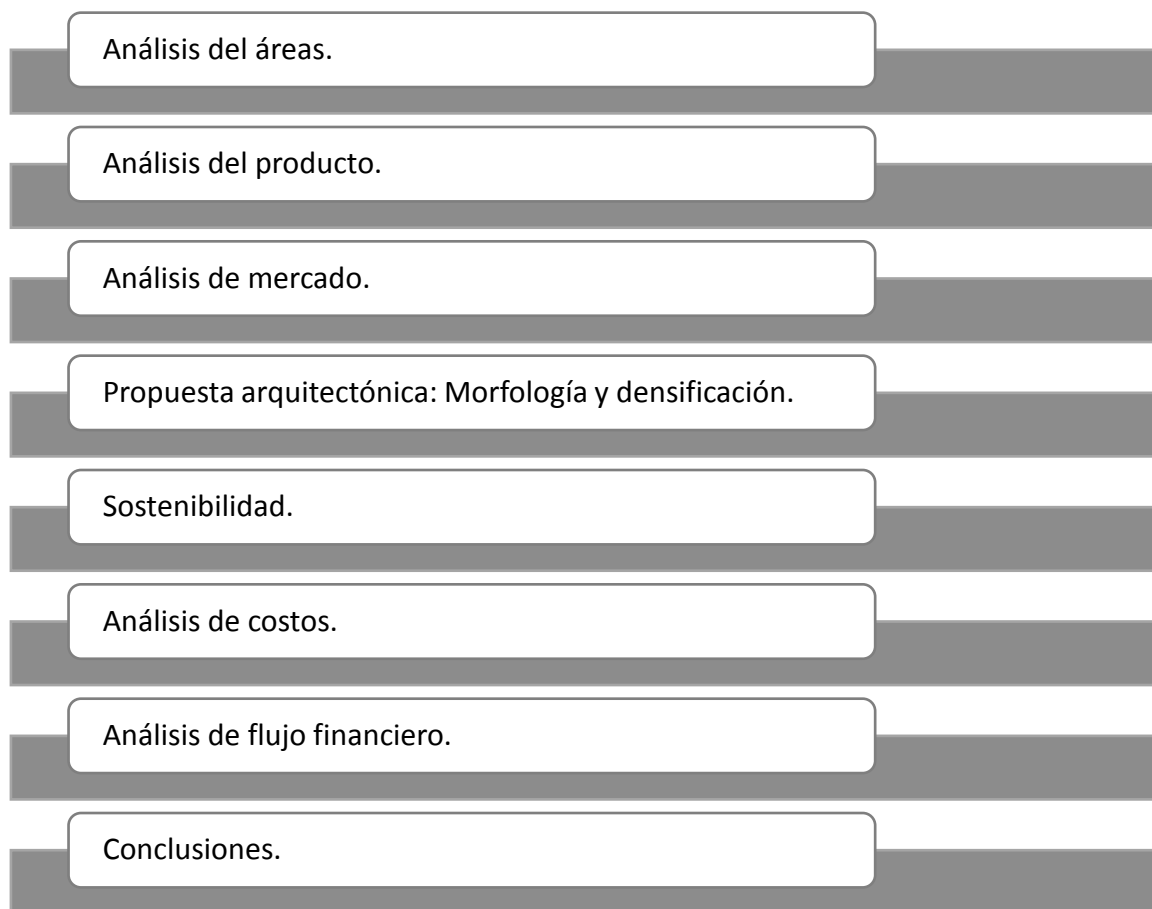 Análisis del áreas.
Análisis del producto.
Análisis de mercado.
Propuesta arquitectónica: Morfología y densificación.
Sostenibilidad.
Análisis de costos.
Análisis de flujo financiero.
Conclusiones.